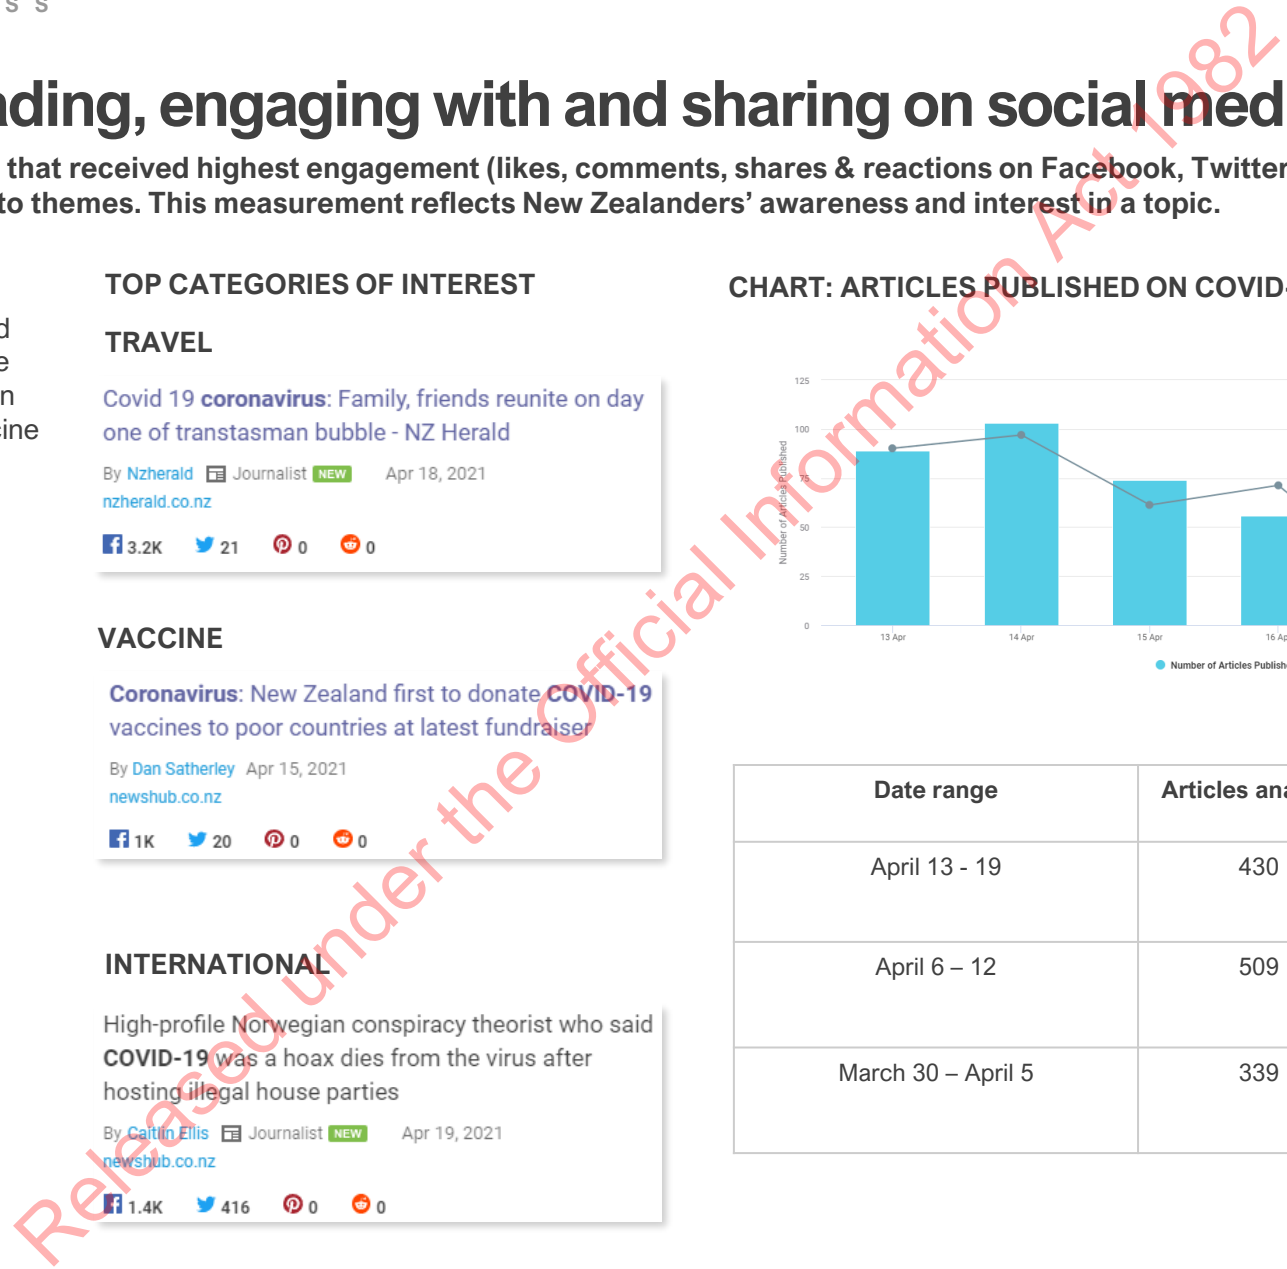 s s
ding, engaging with and sharing on social med
that received highest engagement (likes, comments, shares & reactions on Facebook, Twitter
to themes. This measurement reflects New Zealanders' awareness and interest in a topic.
d
e
n
cine
TOP CATEGORIES OF INTEREST
TRAVEL
Covid 19 coronavirus: Family, friends reunite on day
one of transtasman bubble - NZ Herald
By Nzherald Journalist NEW Apr 18, 2021
nzherald.co.nz
3.2K 21 0 0
VACCINE
Coronavirus: New Zealand first to donate COVID-19
vaccines to poor countries at latest fundraiser
By Dan Satherley Apr 15, 2021
newshub.co.nz
1K 20 0 0
INTERNATIONAL
High-profile Norwegian conspiracy theorist who said
COVID-19 was a hoax dies from the virus after
hosting illegal house parties
By Caitlin Ellis Journalist NEW Apr 19, 2021
newshub.co.nz
1.4K 416 0 0
CHART: ARTICLES PUBLISHED ON COVID-
Number of Articles Published
125
100
75
50
25
0
13 Apr 14 Apr 15 Apr 16 Ap
Number of Articles Publish
Date range Articles ana
April 13 - 19 430
April 6 – 12 509
March 30 – April 5 339
Released under the Official Information Act 1982